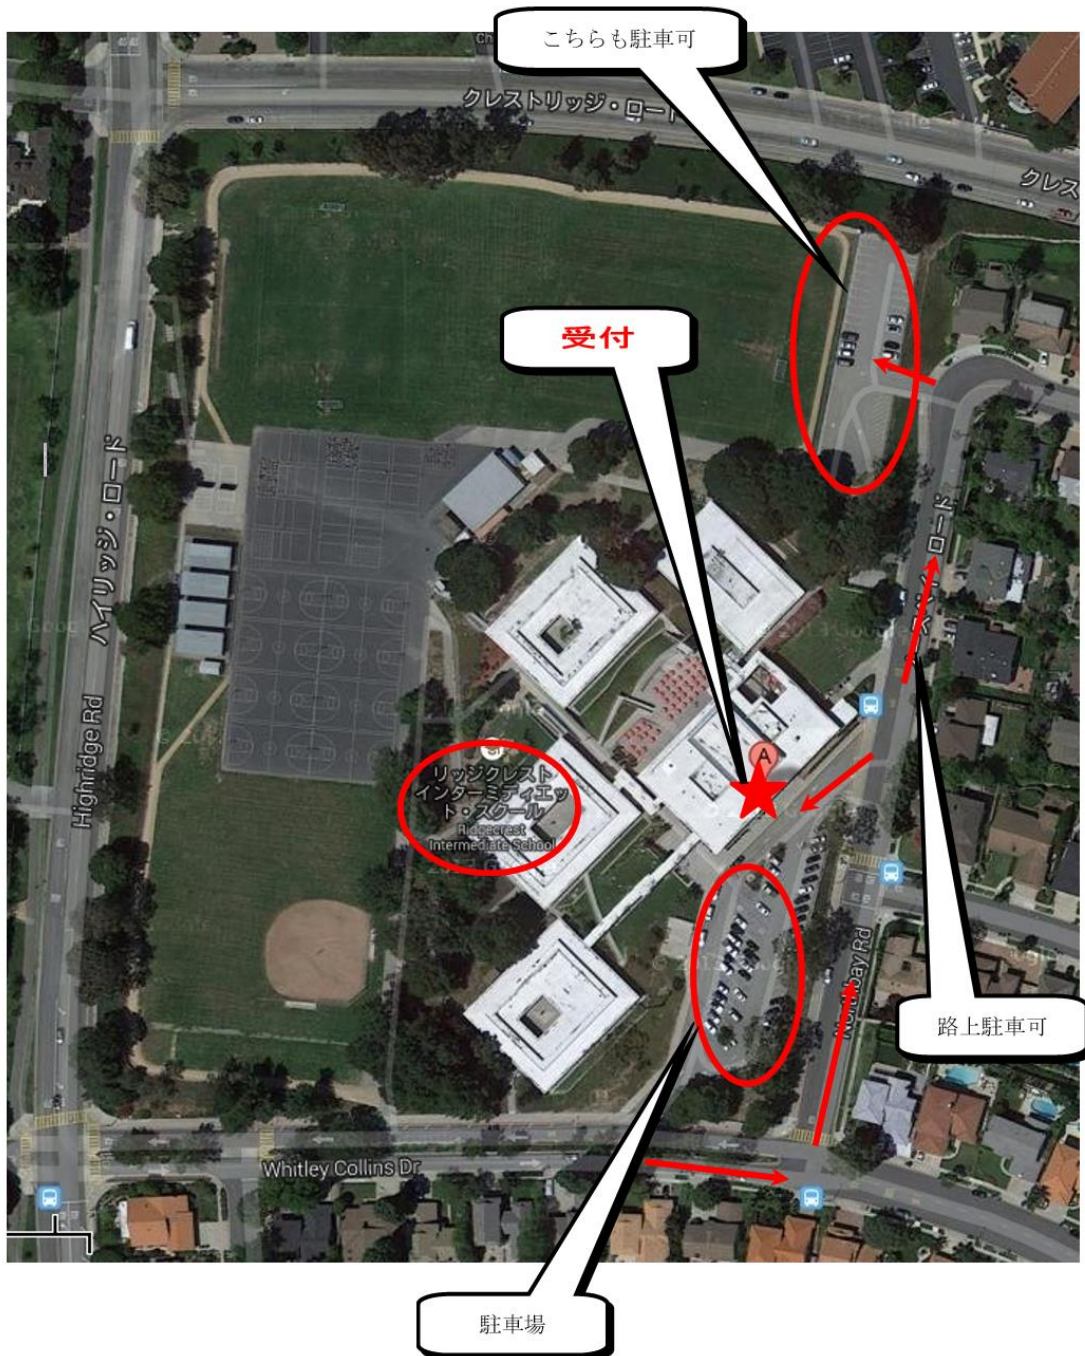 こちらも駐車可
クレストリッジ・ロード
クレス
受付
ハイリッジ・ロード
Highridge Rd
リッジクレスト
インターミディエッ
ト・スクール
Ridgecrest
Intermediate School
A
ロード
Northbay Rd
路上駐車可
Whitley Collins Dr
駐車場